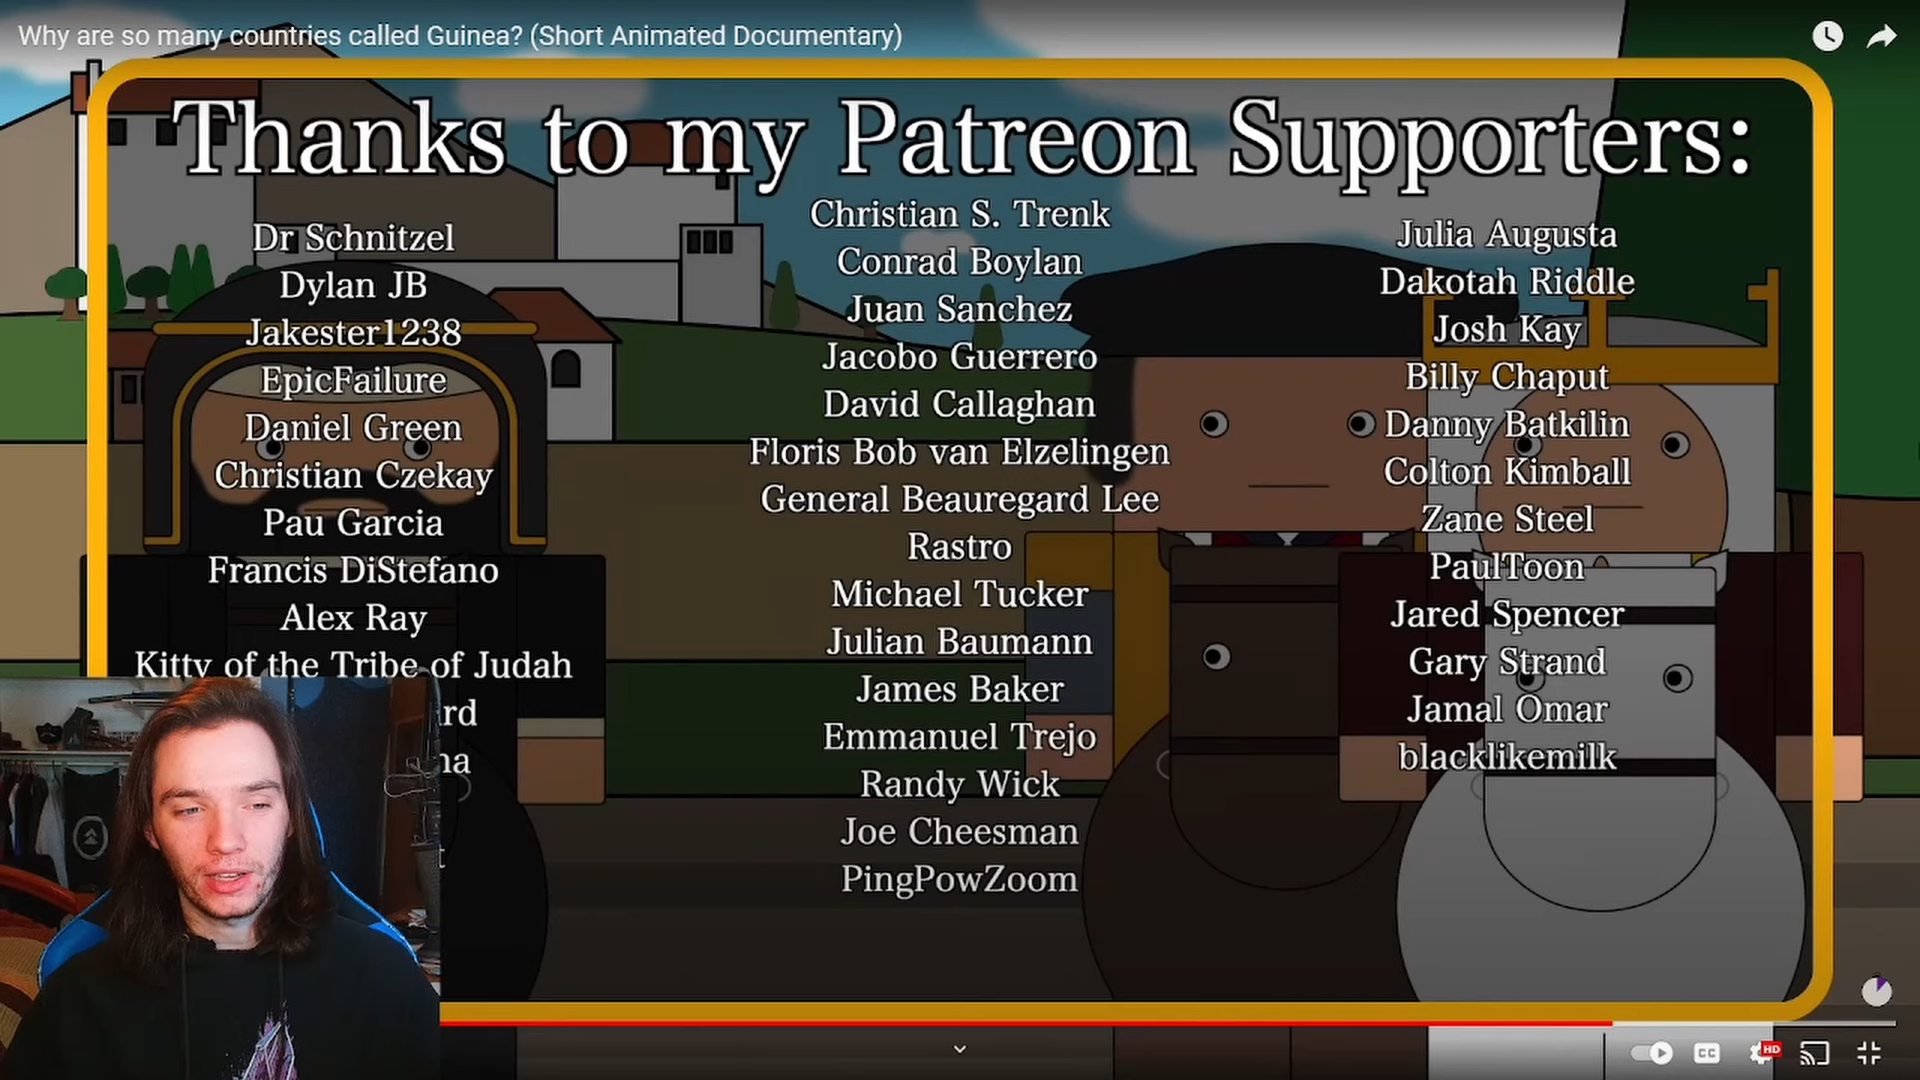 Why are so many countries called Guinea? (Short Animated Documentary)
Thanks to my Patreon Supporters:
Dr Schnitzel
Dylan JB
Jakester1238
EpicFailure
Daniel Green
Christian Czekay
Pau Garcia
Francis DiStefano
Alex Ray
Kitty of the Tribe of Judah
Christian S. Trenk
Conrad Boylan
Juan Sanchez
Jacobo Guerrero
David Callaghan
Floris Bob van Elzelingen
General Beauregard Lee
Rastro
Michael Tucker
Julian Baumann
James Baker
Emmanuel Trejo
Randy Wick
Joe Cheesman
PingPowZoom
Julia Augusta
Dakotah Riddle
Josh Kay
Billy Chaput
Danny Batkilin
Colton Kimball
Zane Steel
PaulToon
Jared Spencer
Gary Strand
Jamal Omar
blacklikemilk
CC
HD